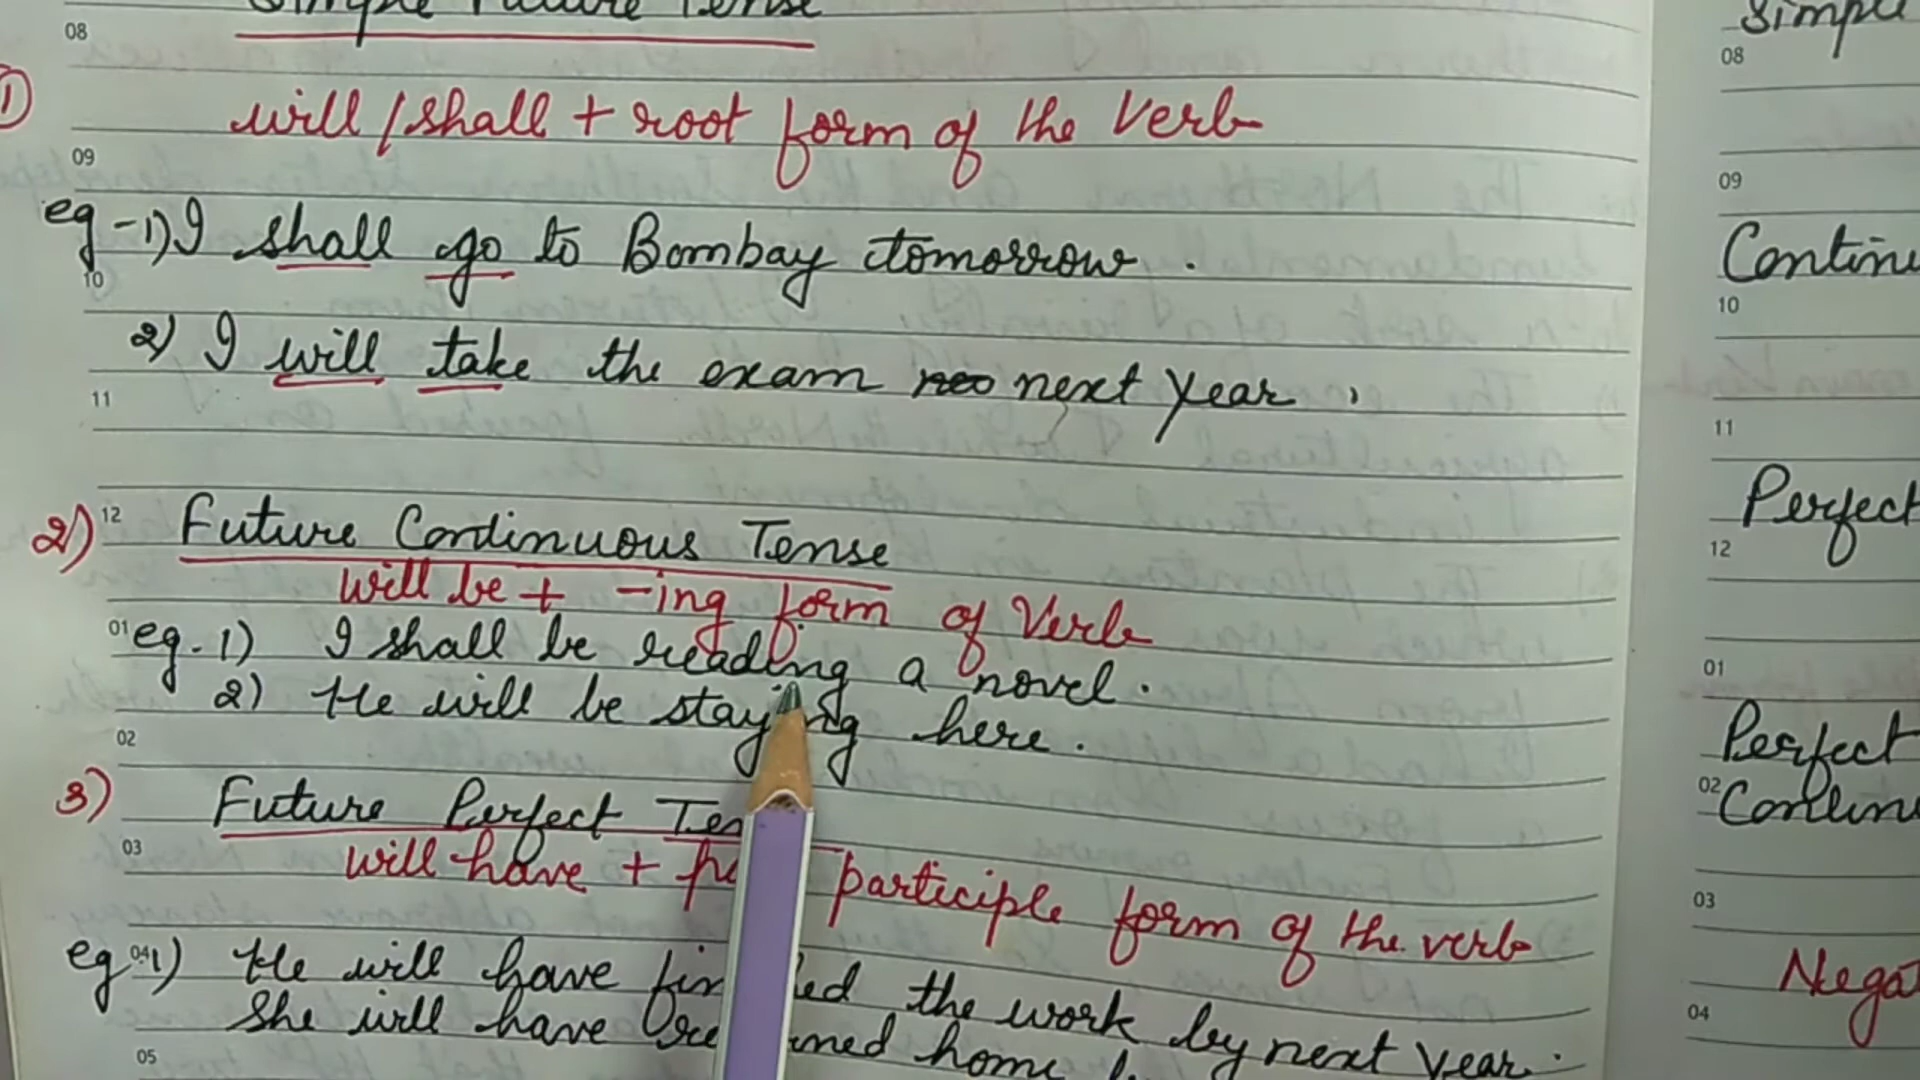 Simple Future Tense
08
1)
will/shall + root form of the Verb
09
eg-1) I shall go to Bombay tomorrow.
10
2) I will take the exam next year.
11
2) 12 Future Continuous Tense
will be + -ing form of Verb
01 eg. 1) I shall be reading a novel.
2) He will be staying here.
02
3) Future Perfect
03 will have + participle form of the verb
eg 04 1) He will have the work by next Year.
She will have home
05
Simple
08
09
10
11
Perfect
12
01
Perfect
02
03
04